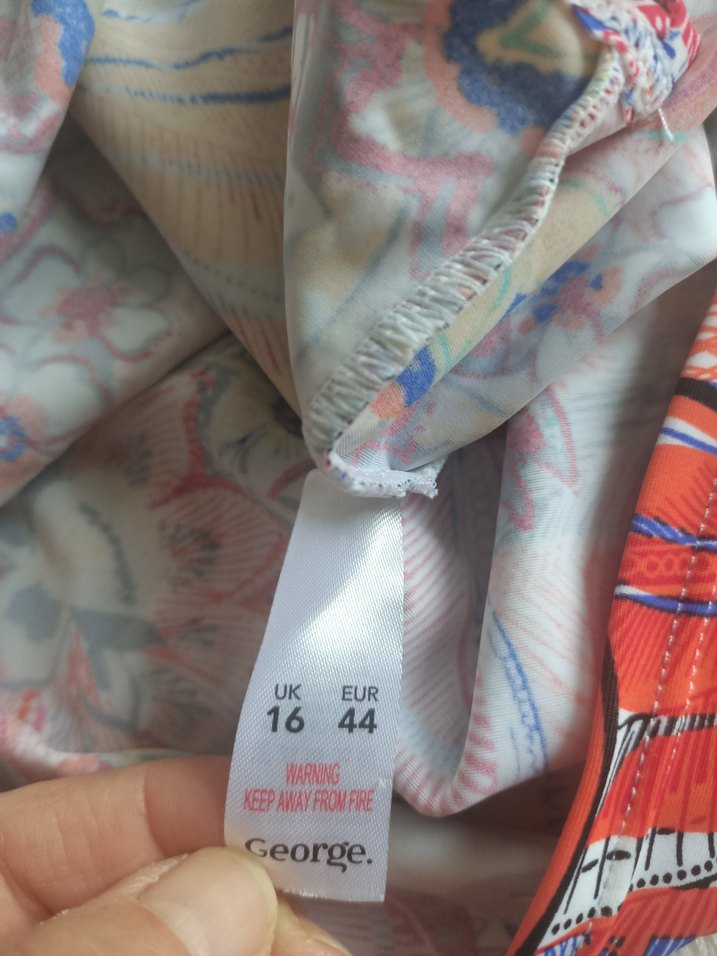 UK EUR
16 44
WARNING
KEEP AWAY FROM FIRE
George.